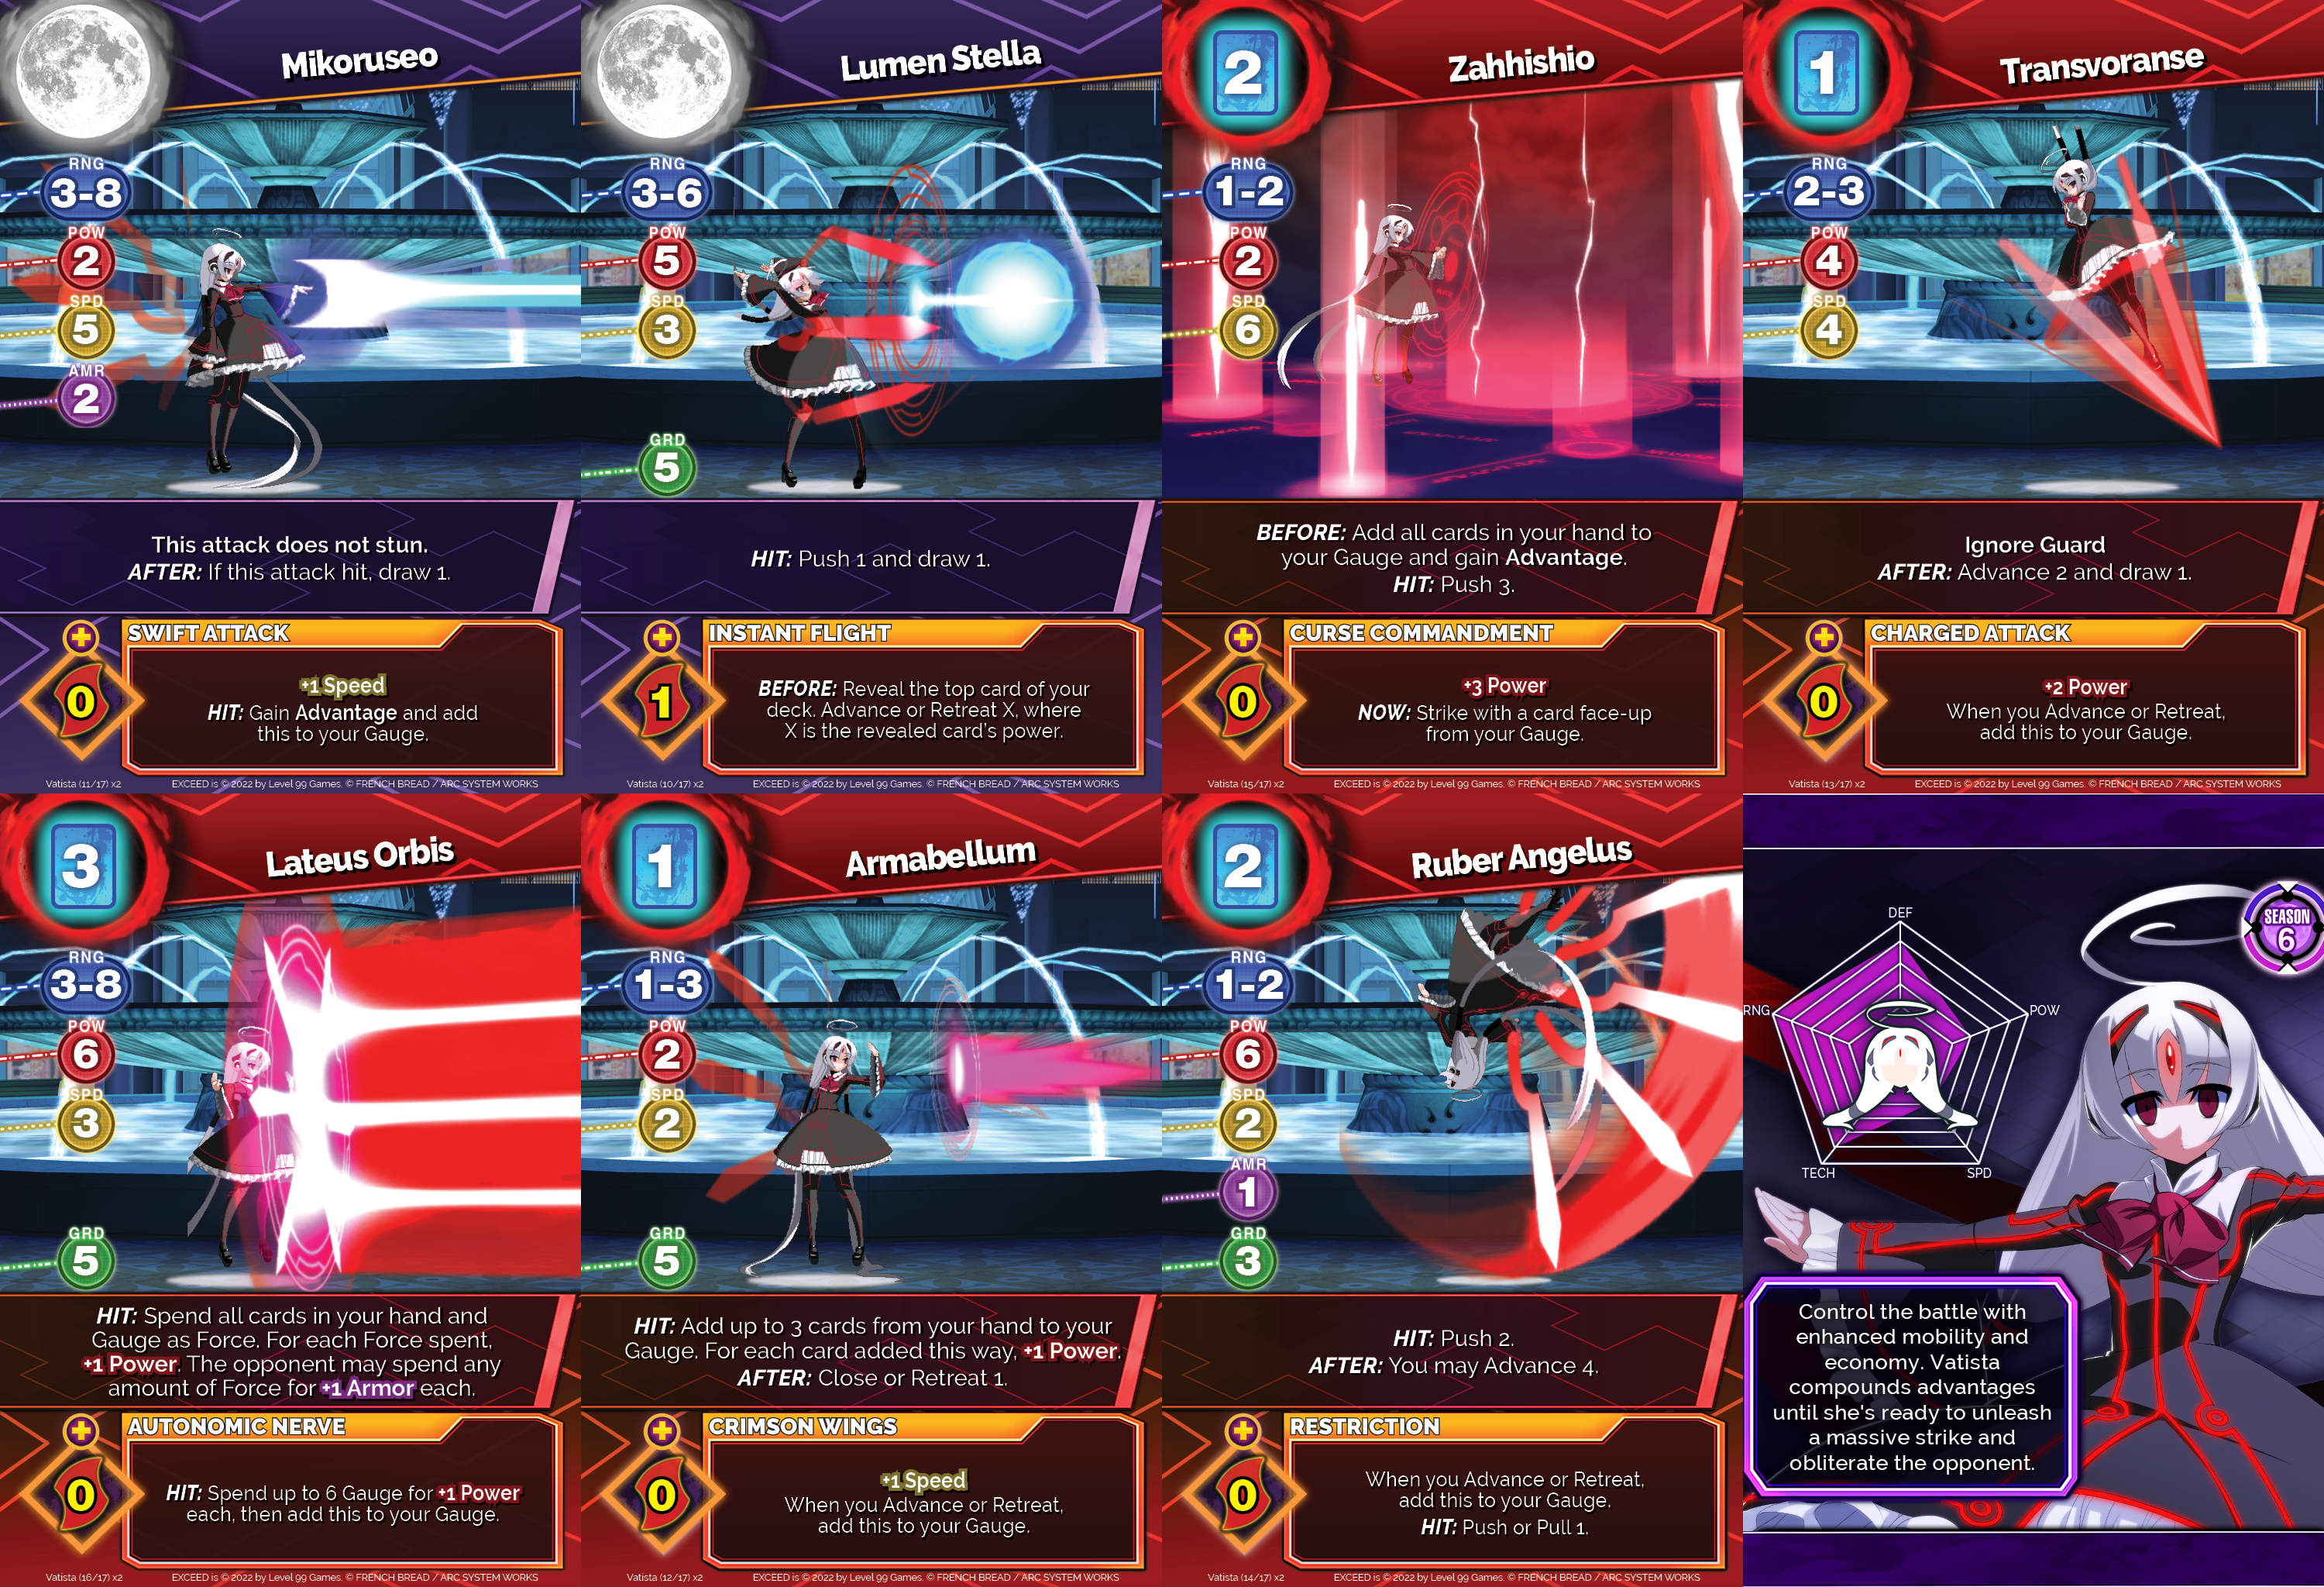 Mikoruseo
RNG
3-8
POW
2
SPD
5
AMR
2
This attack does not stun.
AFTER: If this attack hit, draw 1.
SWIFT ATTACK
0
+1 Speed
HIT: Gain Advantage and add
this to your Gauge.
Vatista (11/17) x2
EXCEED is © 2022 by Level 99 Games. © FRENCH BREAD / ARC SYSTEM WORKS
Lumen Stella
RNG
3-6
POW
5
SPD
3
GRD
5
HIT: Push 1 and draw 1.
INSTANT FLIGHT
1
BEFORE: Reveal the top card of your
deck. Advance or Retreat X, where
X is the revealed card's power.
Vatista (10/17) x2
EXCEED is © 2022 by Level 99 Games. © FRENCH BREAD / ARC SYSTEM WORKS
2
Zahhishio
RNG
1-2
POW
2
SPD
6
BEFORE: Add all cards in your hand to
your Gauge and gain Advantage.
HIT: Push 3.
CURSE COMMANDMENT
0
+3 Power
NOW: Strike with a card face-up
from your Gauge.
Vatista (15/17) x2
EXCEED is © 2022 by Level 99 Games. © FRENCH BREAD / ARC SYSTEM WORKS
1
Transvoranse
RNG
2-3
POW
4
SPD
4
Ignore Guard
AFTER: Advance 2 and draw 1.
CHARGED ATTACK
0
+2 Power
When you Advance or Retreat,
add this to your Gauge.
Vatista (13/17) x2
EXCEED is © 2022 by Level 99 Games. © FRENCH BREAD / ARC SYSTEM WORKS
3
Lateus Orbis
RNG
3-8
POW
6
SPD
3
GRD
5
HIT: Spend all cards in your hand and
Gauge as Force. For each Force spent,
+1 Power. The opponent may spend any
amount of Force for +1 Armor each.
AUTONOMIC NERVE
0
HIT: Spend up to 6 Gauge for +1 Power
each, then add this to your Gauge.
Vatista (16/17) x2
EXCEED is © 2022 by Level 99 Games. © FRENCH BREAD / ARC SYSTEM WORKS
1
Armabellum
RNG
1-3
POW
2
SPD
2
GRD
5
HIT: Add up to 3 cards from your hand to your
Gauge. For each card added this way, +1 Power.
AFTER: Close or Retreat 1.
CRIMSON WINGS
0
+1 Speed
When you Advance or Retreat,
add this to your Gauge.
Vatista (12/17) x2
EXCEED is © 2022 by Level 99 Games. © FRENCH BREAD / ARC SYSTEM WORKS
2
Ruber Angelus
RNG
1-2
POW
6
SPD
2
AMR
1
GRD
3
HIT: Push 2.
AFTER: You may Advance 4.
RESTRICTION
0
When you Advance or Retreat,
add this to your Gauge.
HIT: Push or Pull 1.
Vatista (14/17) x2
EXCEED is © 2022 by Level 99 Games. © FRENCH BREAD / ARC SYSTEM WORKS
SEASON
6
DEF
RNG
POW
TECH
SPD
Control the battle with
enhanced mobility and
economy. Vatista
compounds advantages
until she's ready to unleash
a massive strike and
obliterate the opponent.